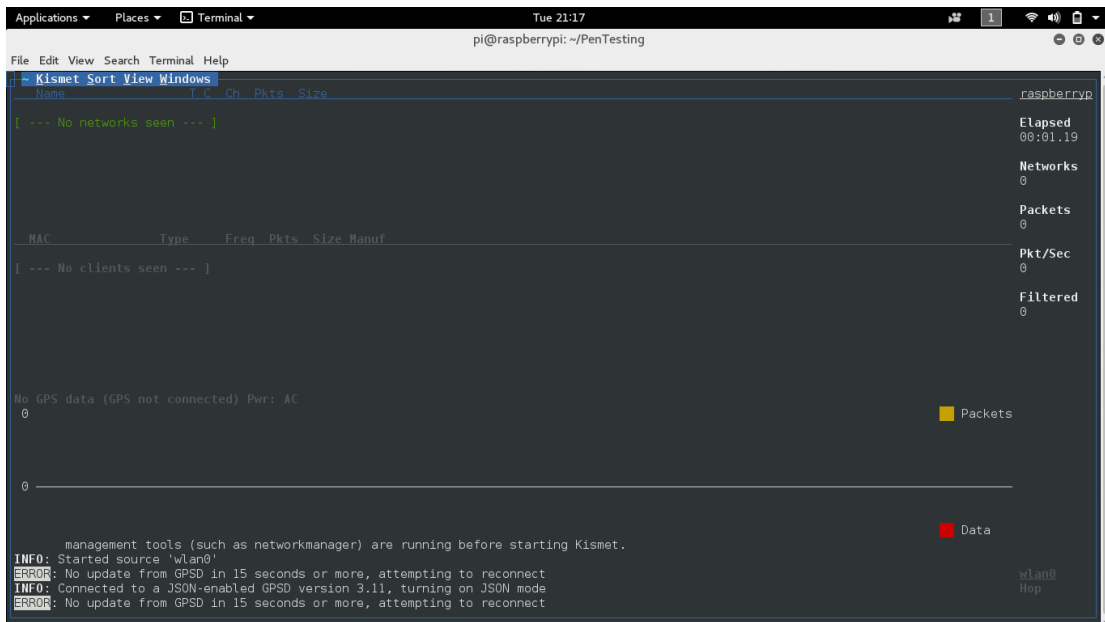 Applications Places Terminal Tue 21:17 1
pi@raspberrypi: ~/PenTesting
File Edit View Search Terminal Help
~ Kismet Sort View Windows
Name T C Ch Pkts Size
raspberryp
[ --- No networks seen --- ]
Elapsed
00:01.19
Networks
0
Packets
0
MAC Type Freq Pkts Size Manuf
Pkt/Sec
0
[ --- No clients seen --- ]
Filtered
0
No GPS data (GPS not connected) Pwr: AC
0
Packets
0
Data
management tools (such as networkmanager) are running before starting Kismet.
INFO: Started source 'wlan0'
ERROR: No update from GPSD in 15 seconds or more, attempting to reconnect
INFO: Connected to a JSON-enabled GPSD version 3.11, turning on JSON mode
ERROR: No update from GPSD in 15 seconds or more, attempting to reconnect
wlan0
Hop